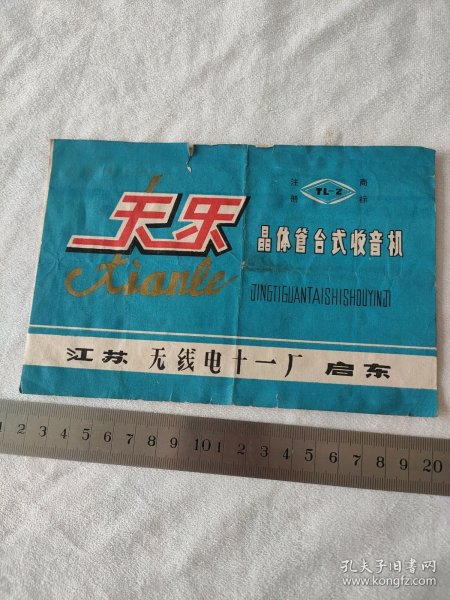 天乐
Tianle
注册 商标
TL-2
晶体管台式收音机
JINGTIGUANTAISHISHOUYINJI
江苏 无线电十一厂 启东
1 2 3 4 5 6 7 8 9 10 1 2 3 4 5 6 7 8 9 20
孔夫子旧书网
www.kongfz.com